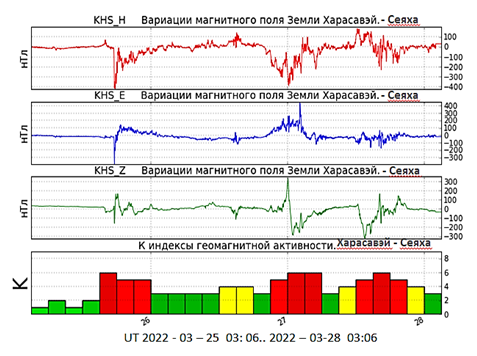 KHS_H Вариации магнитного поля Земли Харасавэй.- Сеяха
нТл
100
0
−100
−200
−300
−400
KHS_E Вариации магнитного поля Земли Харасавэй. - Сеяха
нТл
400
300
200
100
0
−100
−200
−300
KHS_Z Вариации магнитного поля Земли Харасавэй. - Сеяха
нТл
300
200
100
0
−100
−200
−300
К индексы геомагнитной активности. Харасавэй - Сеяха
K
8
6
4
2
0
26 27 28
UT 2022 - 03 – 25 03: 06.. 2022 – 03-28 03:06